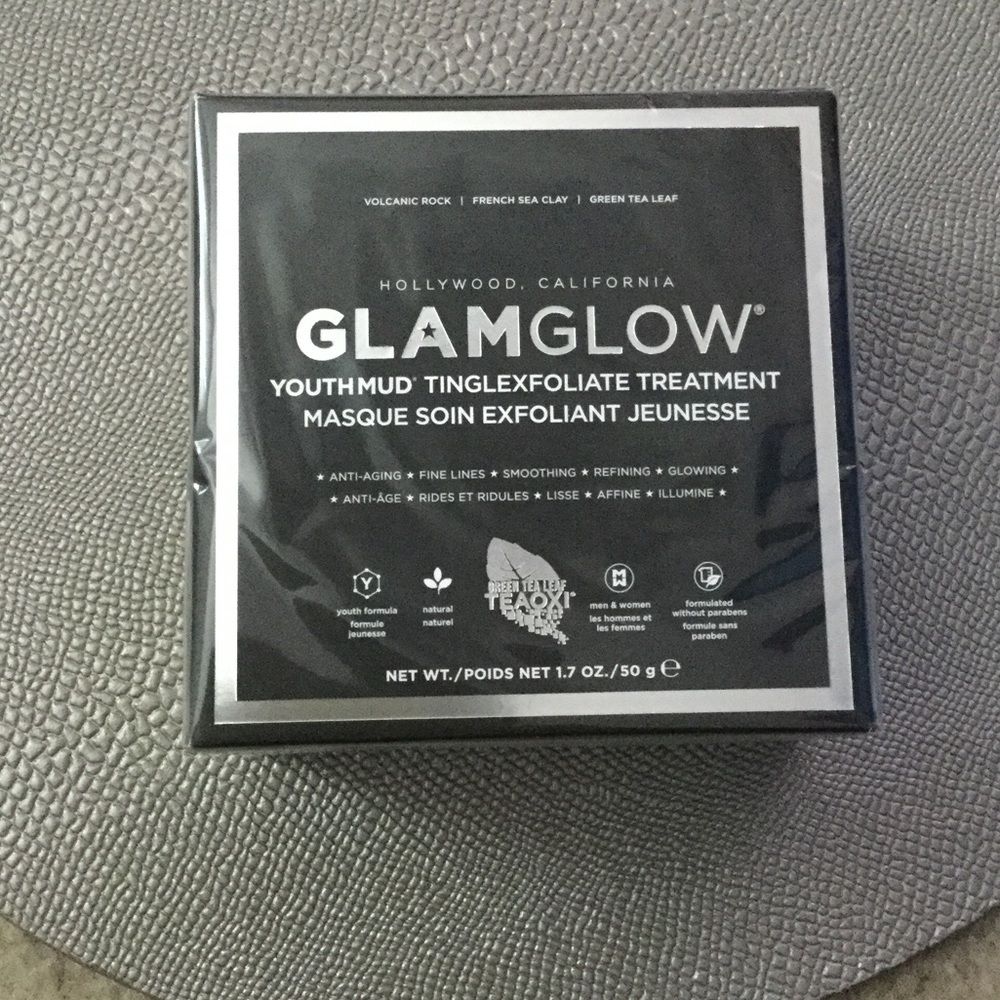 VOLCANIC ROCK | FRENCH SEA CLAY | GREEN TEA LEAF
HOLLYWOOD, CALIFORNIA
GLAMGLOW®
YOUTHMUD® TINGLEXFOLIATE TREATMENT
MASQUE SOIN EXFOLIANT JEUNESSE
★ ANTI-AGING ★ FINE LINES ★ SMOOTHING ★ REFINING ★ GLOWING ★
★ ANTI-ÂGE ★ RIDES ET RIDULES ★ LISSE ★ AFFINE ★ ILLUMINE ★
Y
youth formula
formule
jeunesse
natural
naturel
GREEN TEA LEAF
TEAOXI
M
men & women
les hommes et
les femmes
formulated
without parabens
formule sans
paraben
NET WT./POIDS NET 1.7 OZ./50 g ℮